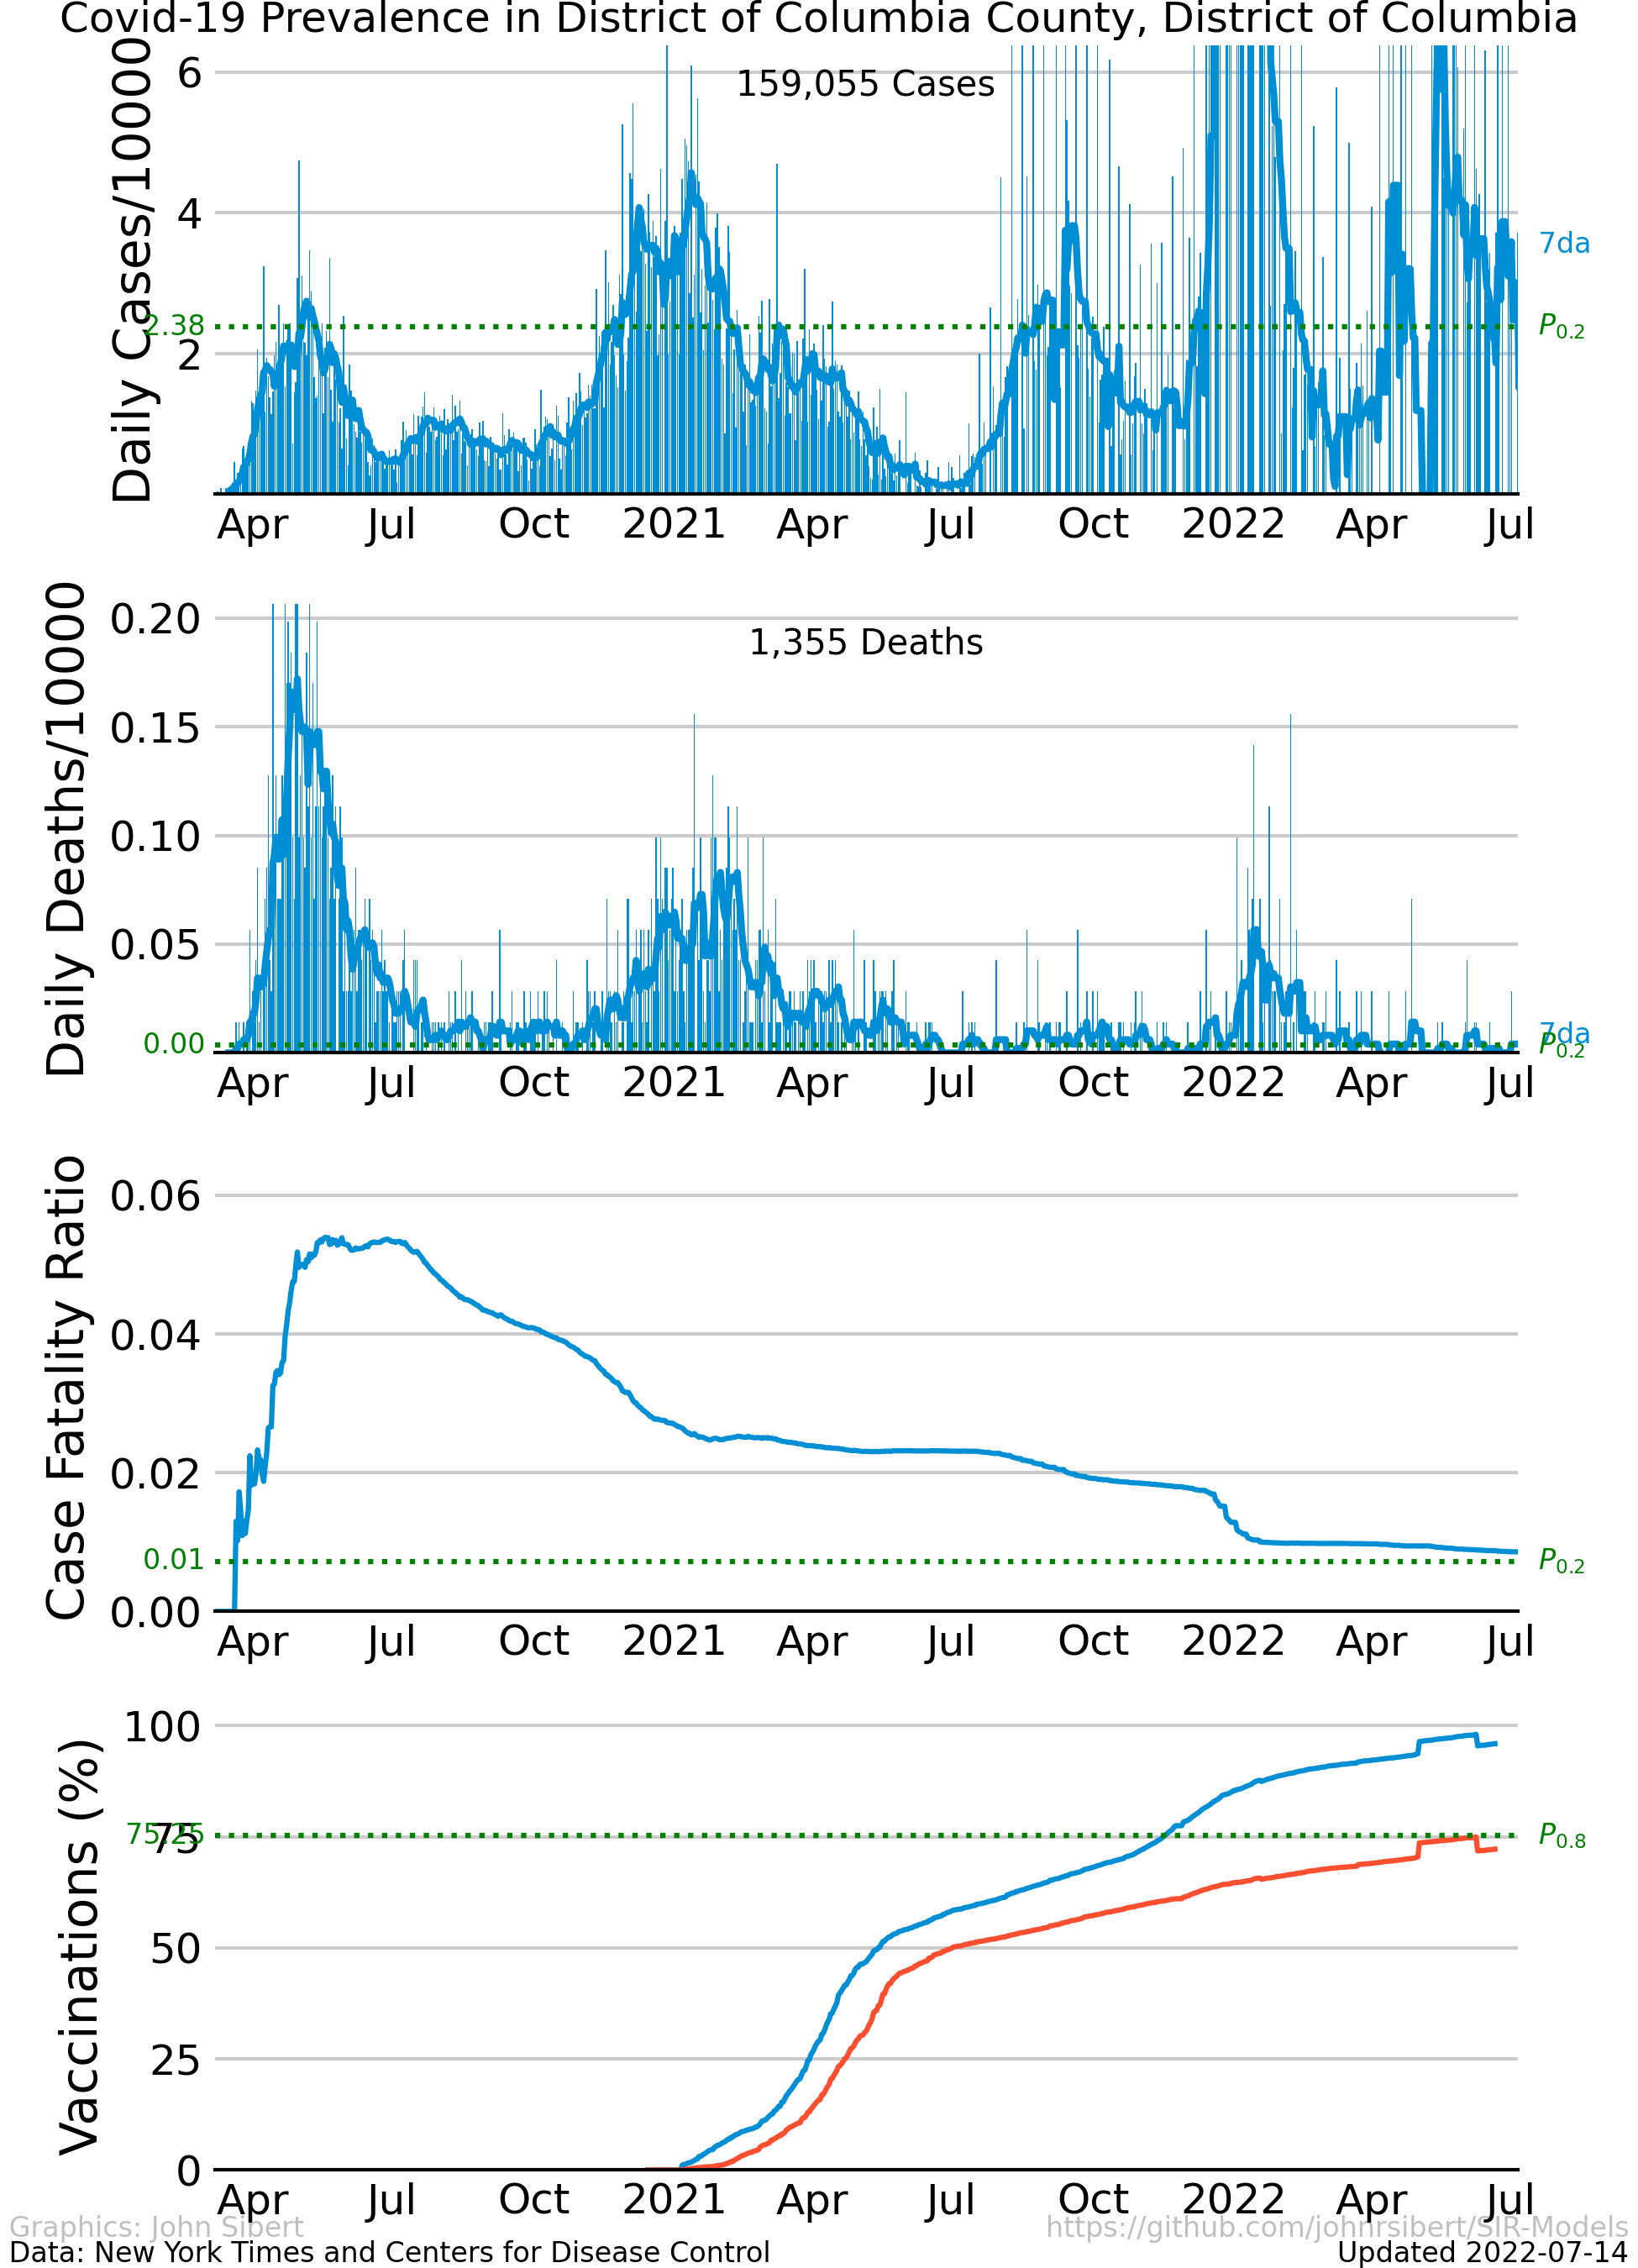 Covid-19 Prevalence in District of Columbia County, District of Columbia
Daily Cases/10000
6
4
2
2.38
159,055 Cases
7da
P0.2
Apr Jul Oct 2021 Apr Jul Oct 2022 Apr Jul
Daily Deaths/10000
0.20
0.15
0.10
0.05
0.00
1,355 Deaths
7da
P0.2
Apr Jul Oct 2021 Apr Jul Oct 2022 Apr Jul
Case Fatality Ratio
0.06
0.04
0.02
0.01
0.00
P0.2
Apr Jul Oct 2021 Apr Jul Oct 2022 Apr Jul
Vaccinations (%)
100
75
75.25
50
25
0
P0.8
Apr Jul Oct 2021 Apr Jul Oct 2022 Apr Jul
Graphics: John Sibert https://github.com/johnrsibert/SIR-Models
Data: New York Times and Centers for Disease Control Updated 2022-07-14